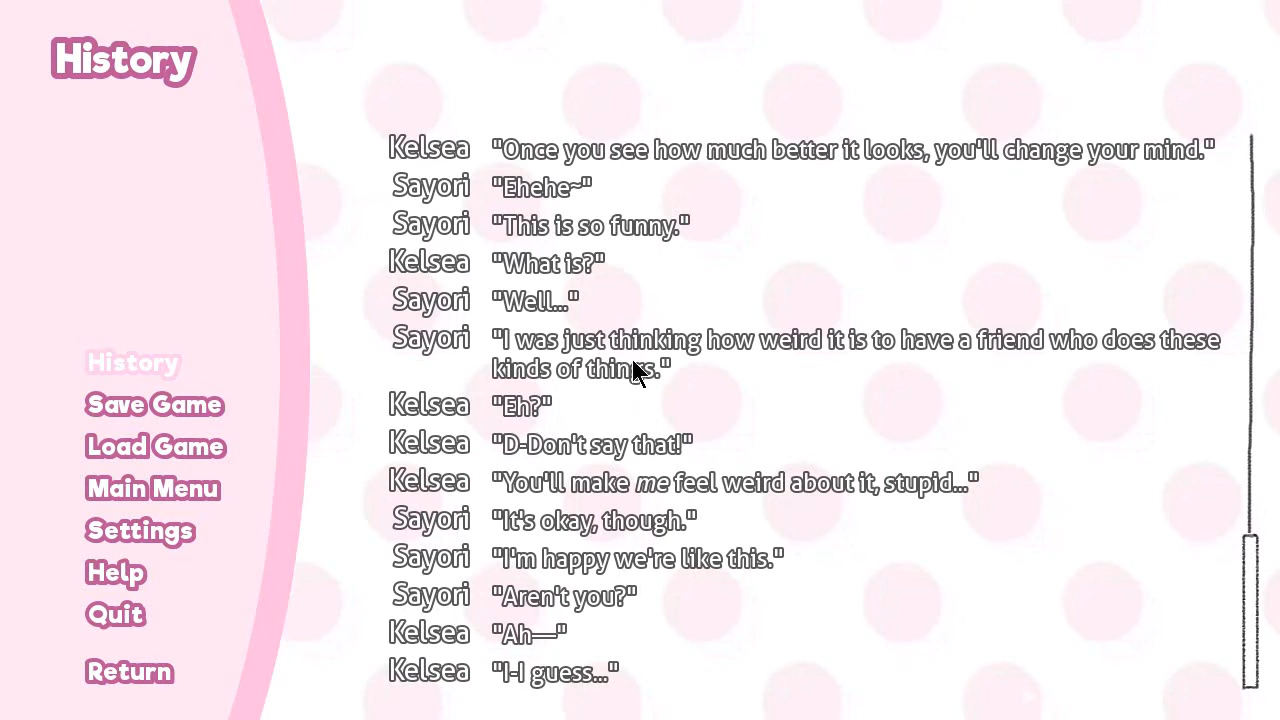 History
Kelsea "Once you see how much better it looks, you'll change your mind."
Sayori "Ehehe~"
Sayori "This is so funny."
Kelsea "What is?"
Sayori "Well..."
Sayori "I was just thinking how weird it is to have a friend who does these
kinds of things."
Kelsea "Eh?"
Kelsea "D-Don't say that!"
Kelsea "You'll make me feel weird about it, stupid..."
Sayori "It's okay, though."
Sayori "I'm happy we're like this."
Sayori "Aren't you?"
Kelsea "Ah—"
Kelsea "I-I guess..."
History
Save Game
Load Game
Main Menu
Settings
Help
Quit
Return